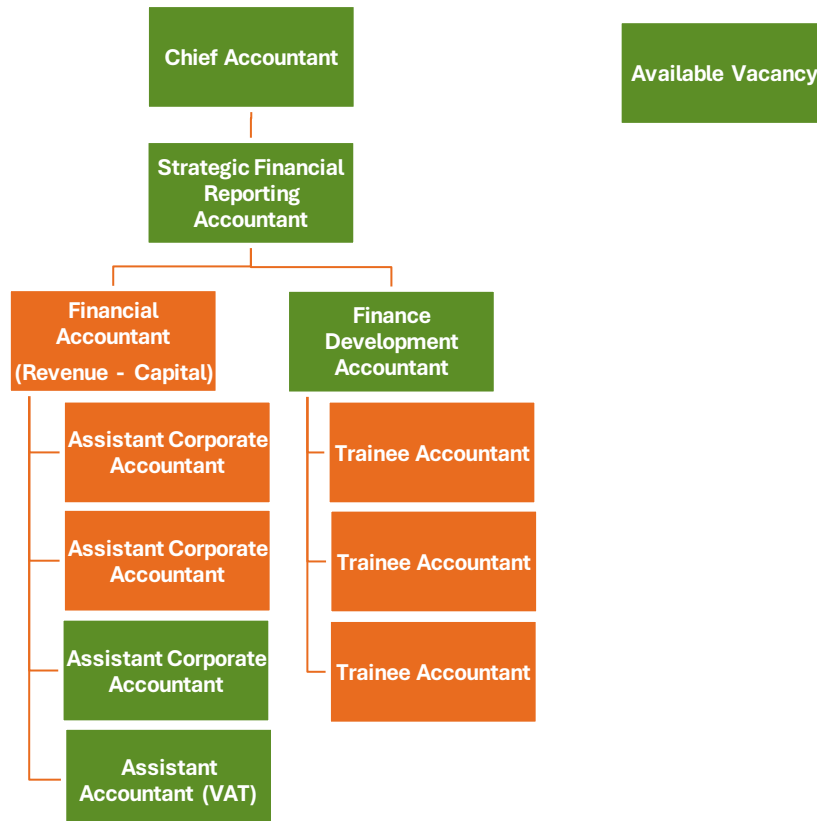 Chief Accountant
Available Vacancy
Strategic Financial
Reporting
Accountant
Financial
Accountant
(Revenue - Capital)
Finance
Development
Accountant
Assistant Corporate
Accountant
Trainee Accountant
Assistant Corporate
Accountant
Trainee Accountant
Assistant Corporate
Accountant
Trainee Accountant
Assistant
Accountant (VAT)